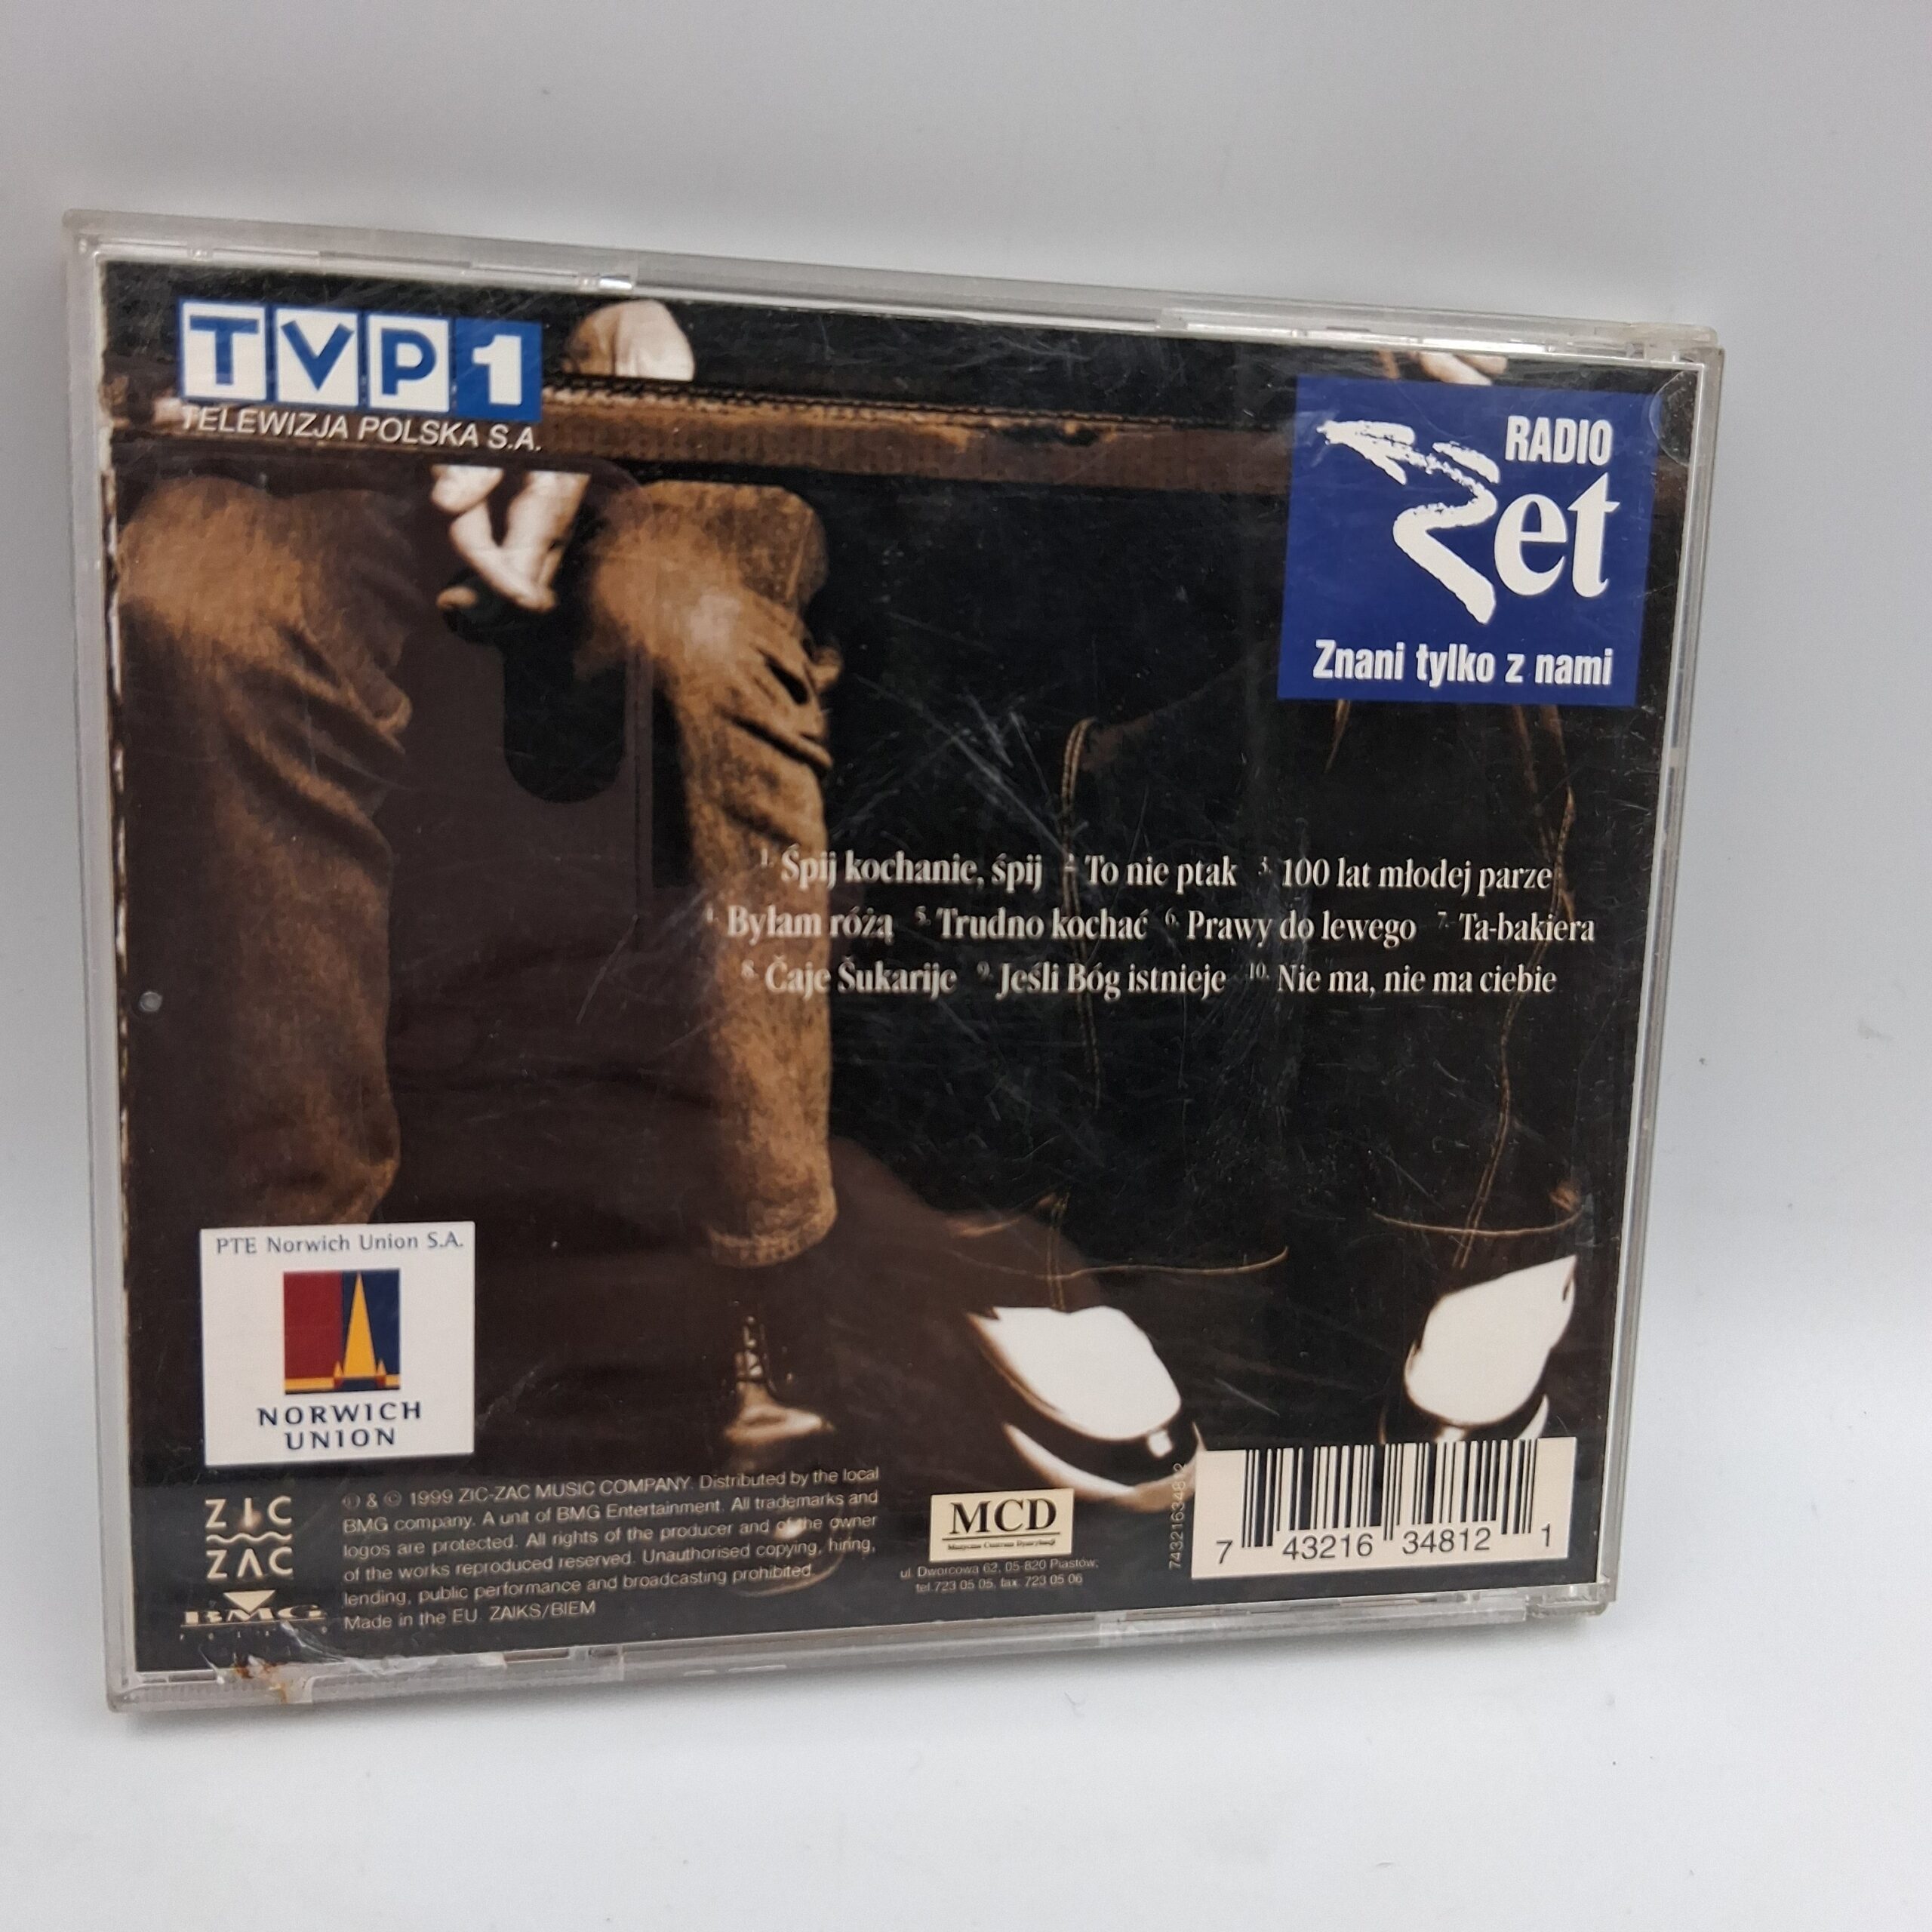 TVP1
TELEWIZJA POLSKA S.A.
RADIO
Zet
Znani tylko z nami
1. Śpij kochanie, śpij 2. To nie ptak 3. 100 lat młodej parze
4. Byłam różą 5. Trudno kochać 6. Prawy do lewego 7. Ta-bakiera
8. Čaje Šukarije 9. Jeśli Bóg istnieje 10. Nie ma, nie ma ciebie
PTE Norwich Union S.A.
NORWICH
UNION
ZIC
ZAC
BMG
POLAND
Ⓟ & © 1999 ZIC-ZAC MUSIC COMPANY. Distributed by the local
BMG company. A unit of BMG Entertainment. All trademarks and
logos are protected. All rights of the producer and of the owner
of the works reproduced reserved. Unauthorised copying, hiring,
lending, public performance and broadcasting prohibited.
Made in the EU ZAIKS/BIEM
MCD
Muzyczne Centrum Dystrybucji
ul. Dworcowa 62, 05-820 Piastów,
tel.723 05 05, fax. 723 05 06
74321634812
7 43216 34812 1